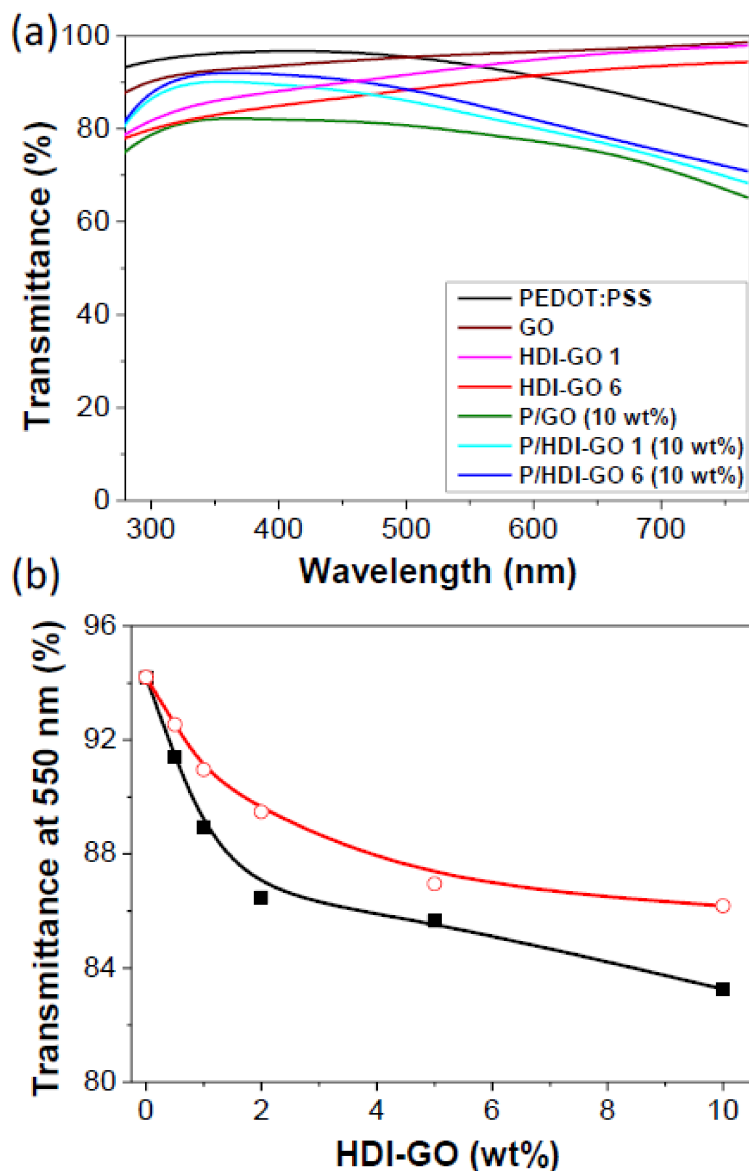 (a)
100
80
60
40
20
0
Transmittance (%)
PEDOT:PSS
GO
HDI-GO 1
HDI-GO 6
P/GO (10 wt%)
P/HDI-GO 1 (10 wt%)
P/HDI-GO 6 (10 wt%)
300 400 500 600 700
Wavelength (nm)
(b)
96
92
88
84
80
Transmittance at 550 nm (%)
0 2 4 6 8 10
HDI-GO (wt%)